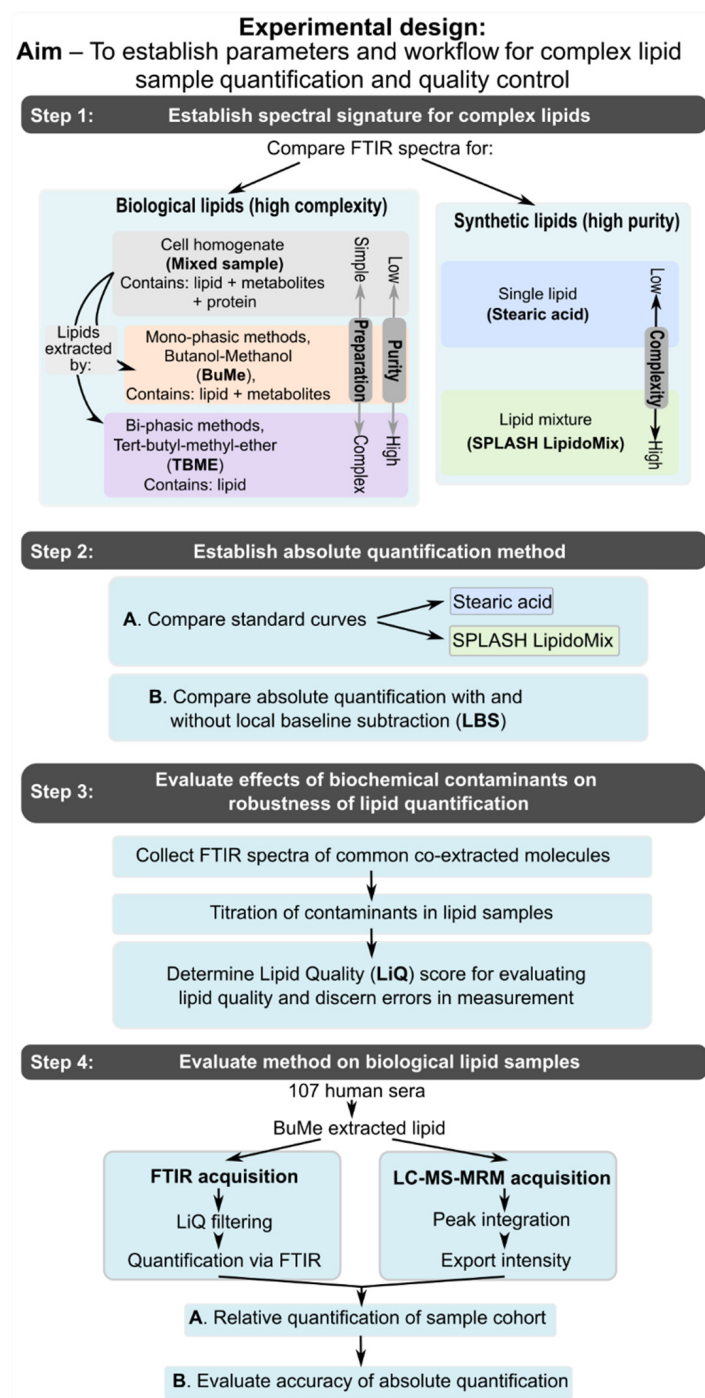 Experimental design:
Aim – To establish parameters and workflow for complex lipid
sample quantification and quality control
Step 1: Establish spectral signature for complex lipids
Compare FTIR spectra for:
Biological lipids (high complexity)
Cell homogenate
(Mixed sample)
Contains: lipid + metabolites
+ protein
Lipids
extracted
by:
Mono-phasic methods,
Butanol-Methanol
(BuMe),
Contains: lipid + metabolites
Bi-phasic methods,
Tert-butyl-methyl-ether
(TBME)
Contains: lipid
Simple
Preparation
Complex
Low
Purity
High
Synthetic lipids (high purity)
Single lipid
(Stearic acid)
Lipid mixture
(SPLASH LipidoMix)
Low
Complexity
High
Step 2: Establish absolute quantification method
A. Compare standard curves
Stearic acid
SPLASH LipidoMix
B. Compare absolute quantification with and
without local baseline subtraction (LBS)
Step 3: Evaluate effects of biochemical contaminants on
robustness of lipid quantification
Collect FTIR spectra of common co-extracted molecules
Titration of contaminants in lipid samples
Determine Lipid Quality (LiQ) score for evaluating
lipid quality and discern errors in measurement
Step 4: Evaluate method on biological lipid samples
107 human sera
BuMe extracted lipid
FTIR acquisition
LiQ filtering
Quantification via FTIR
LC-MS-MRM acquisition
Peak integration
Export intensity
A. Relative quantification of sample cohort
B. Evaluate accuracy of absolute quantification